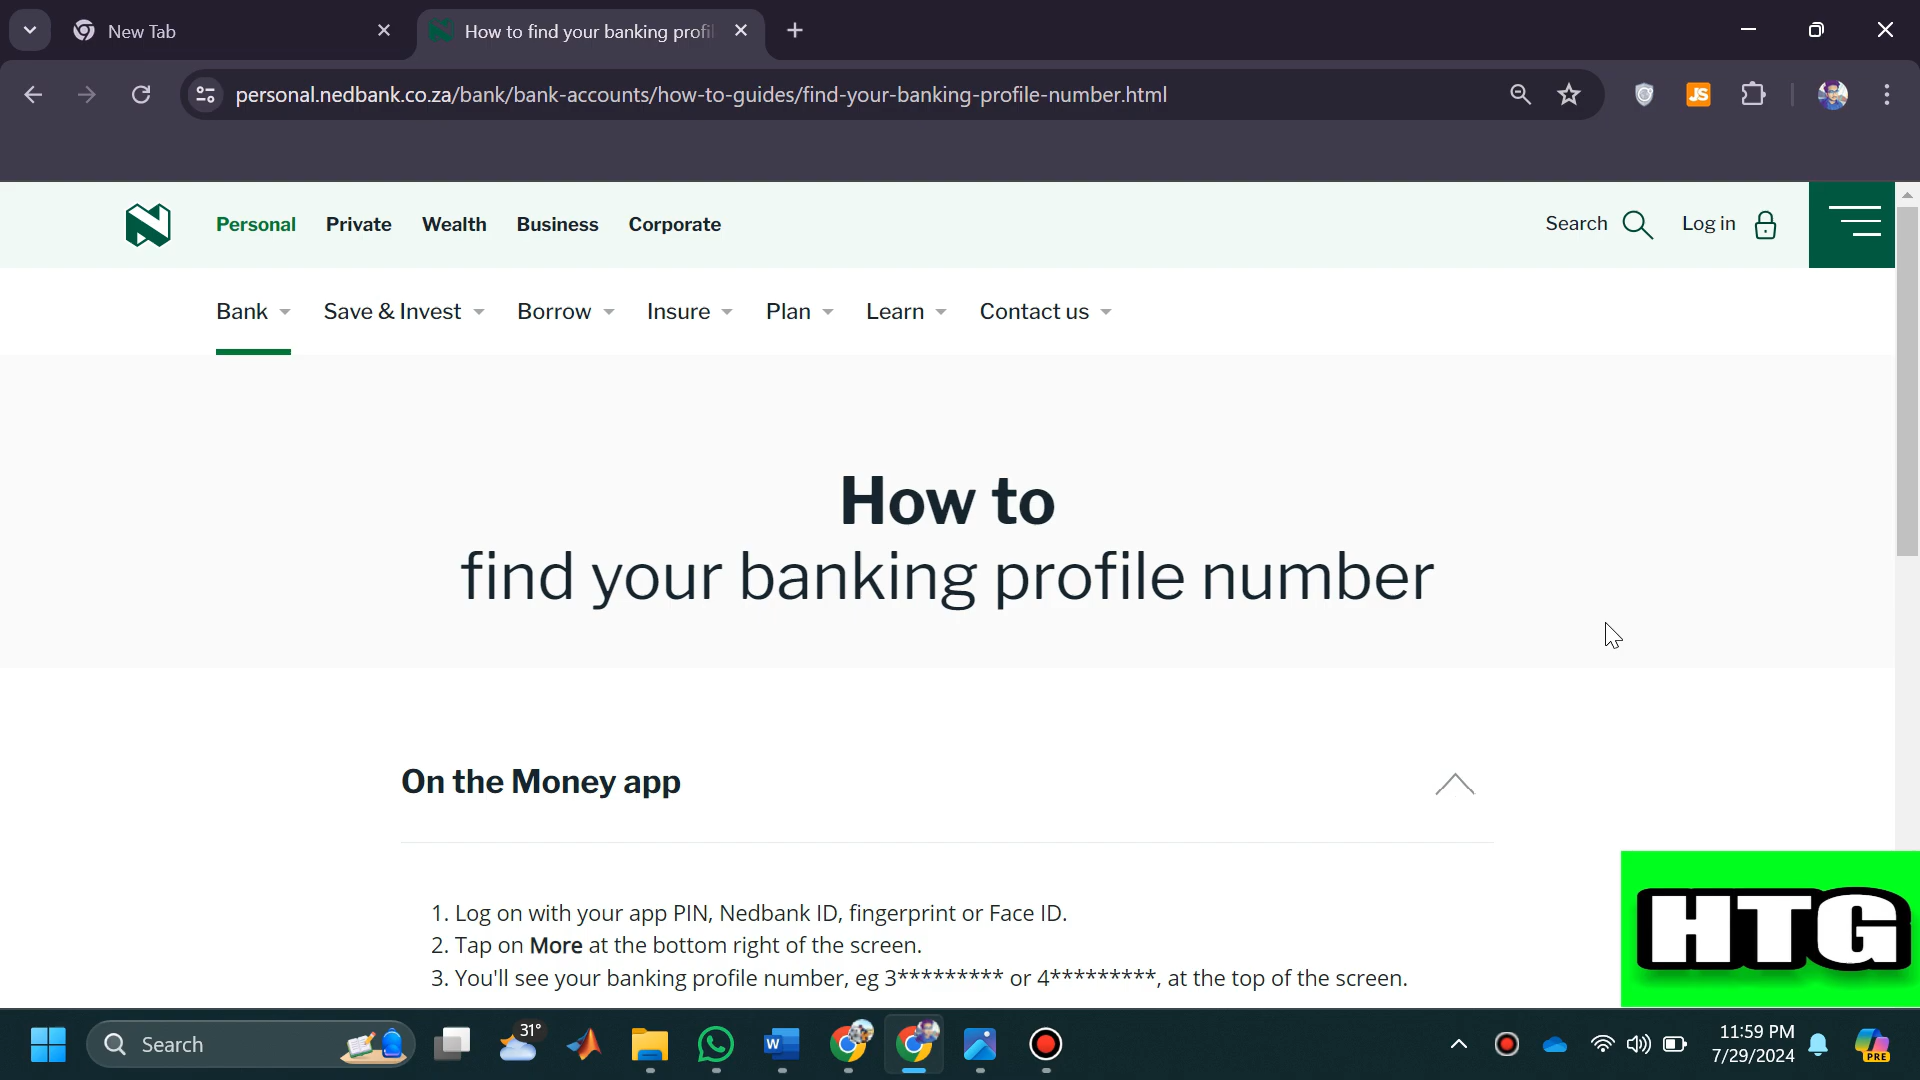 New Tab
How to find your banking profil
personal.nedbank.co.za/bank/bank-accounts/how-to-guides/find-your-banking-profile-number.html
JS
Personal Private Wealth Business Corporate
Search Log in
Bank Save & Invest Borrow Insure Plan Learn Contact us
How to
find your banking profile number
On the Money app
1. Log on with your app PIN, Nedbank ID, fingerprint or Face ID.
2. Tap on More at the bottom right of the screen.
3. You'll see your banking profile number, eg 3********* or 4*********, at the top of the screen.
HTG
Search
31°
W
11:59 PM
7/29/2024
PRE